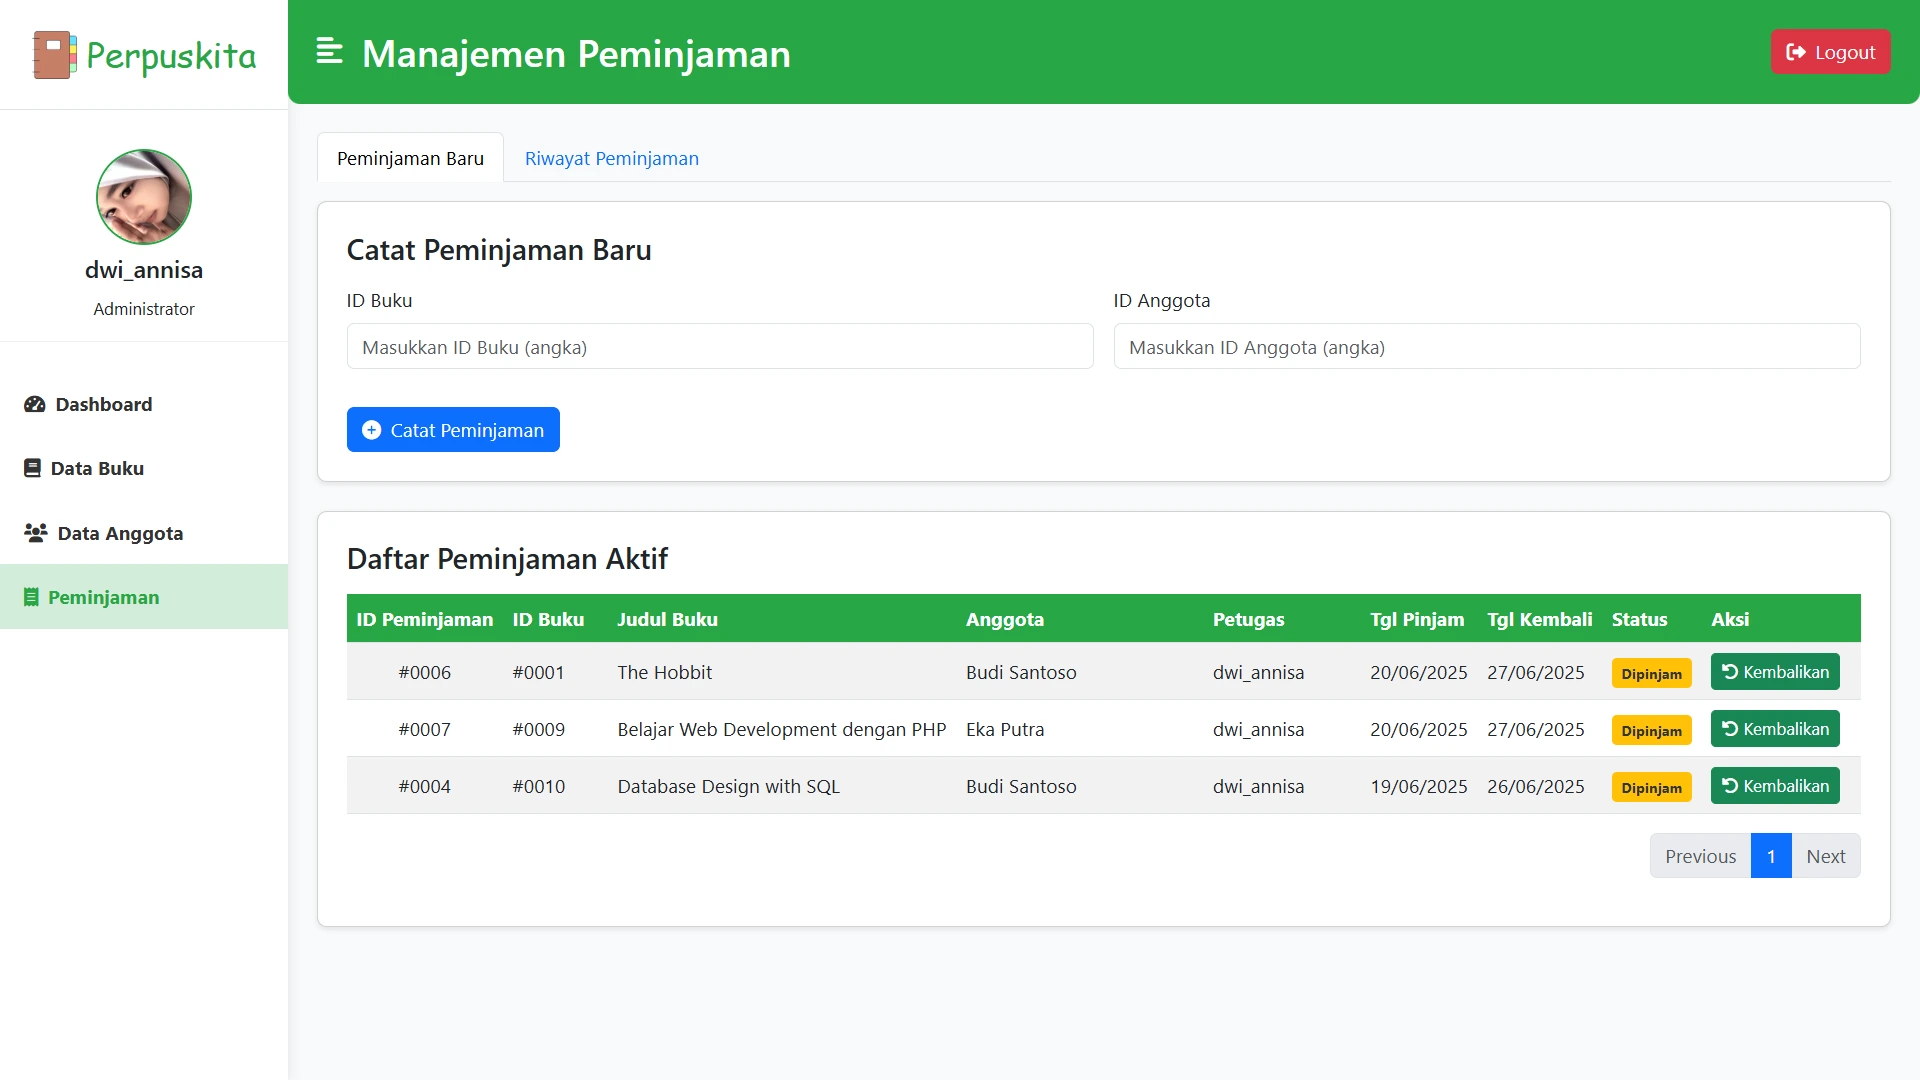 Perpuskita
Manajemen Peminjaman
Logout
dwi_annisa
Administrator
Dashboard
Data Buku
Data Anggota
Peminjaman
Peminjaman Baru
Riwayat Peminjaman
Catat Peminjaman Baru
ID Buku
ID Anggota
Masukkan ID Buku (angka)
Masukkan ID Anggota (angka)
Catat Peminjaman
Daftar Peminjaman Aktif
ID Peminjaman ID Buku Judul Buku Anggota Petugas Tgl Pinjam Tgl Kembali Status Aksi
#0006 #0001 The Hobbit Budi Santoso dwi_annisa 20/06/2025 27/06/2025 Dipinjam Kembalikan
#0007 #0009 Belajar Web Development dengan PHP Eka Putra dwi_annisa 20/06/2025 27/06/2025 Dipinjam Kembalikan
#0004 #0010 Database Design with SQL Budi Santoso dwi_annisa 19/06/2025 26/06/2025 Dipinjam Kembalikan
Previous 1 Next